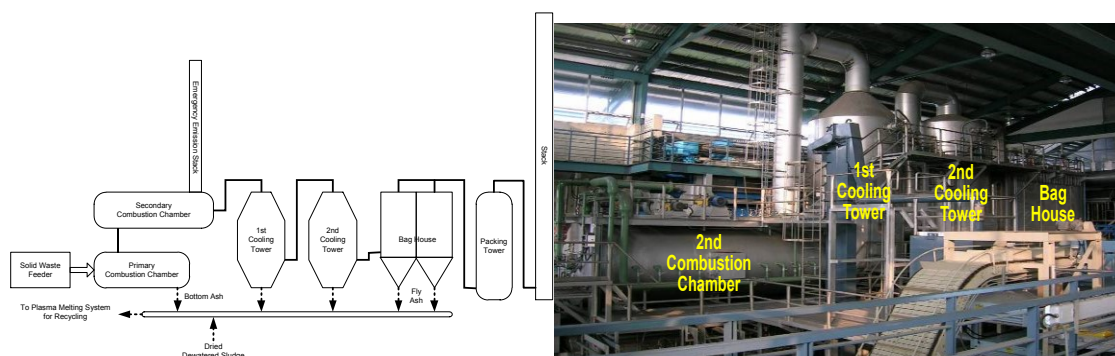 Emergency Emission Stack
Stack
Secondary
Combustion Chamber
1st
Cooling
Tower
2nd
Cooling
Tower
Bag House
Packing
Tower
Solid Waste
Feeder
Primary
Combustion Chamber
Bottom Ash
Fly
Ash
To Plasma Melting System
for Recycling
Dried
Dewatered Sludge
1st
Cooling
Tower
2nd
Cooling
Tower
Bag
House
2nd
Combustion
Chamber